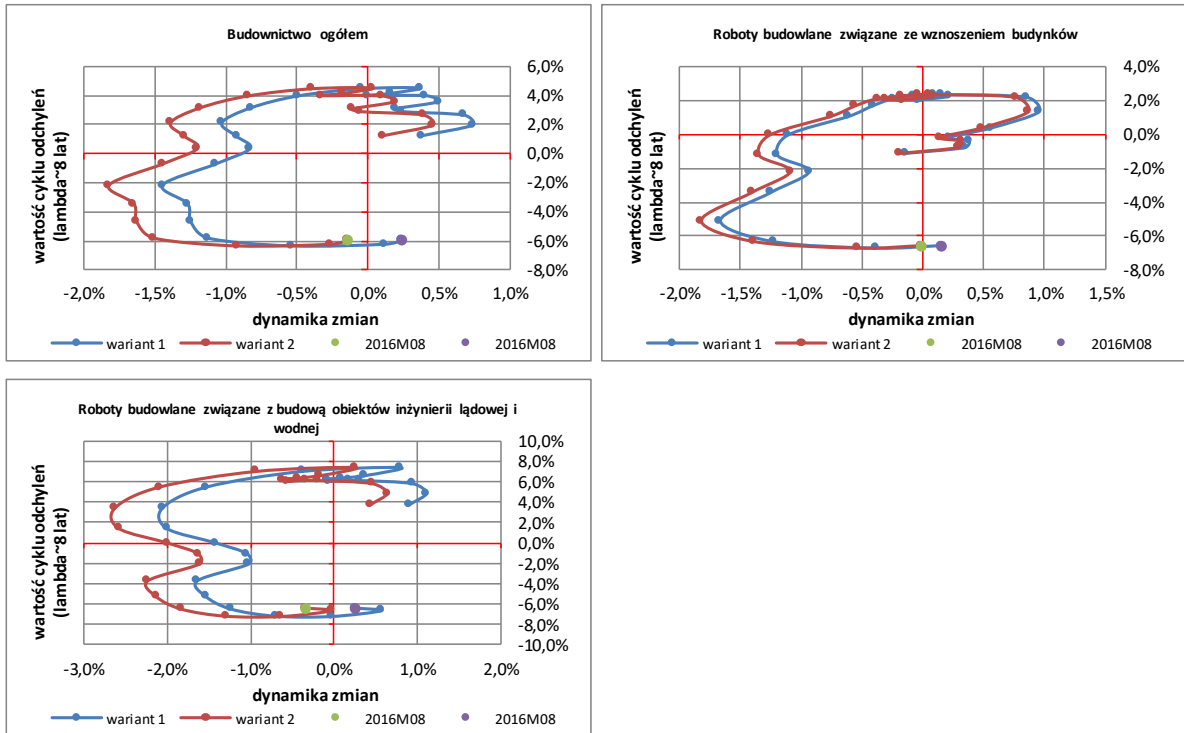 Budownictwo ogółem
6,0%
4,0%
2,0%
0,0%
-2,0%
-4,0%
-6,0%
-8,0%
wartość cyklu odchyleń
(lambda~8 lat)
-2,0% -1,5% -1,0% -0,5% 0,0% 0,5% 1,0%
dynamika zmian
wariant 1 wariant 2 2016M08 2016M08
Roboty budowlane związane ze wznoszeniem budynków
4,0%
2,0%
0,0%
-2,0%
-4,0%
-6,0%
-8,0%
wartość cyklu odchyleń
(lambda~8 lat)
-2,0% -1,5% -1,0% -0,5% 0,0% 0,5% 1,0% 1,5%
dynamika zmian
wariant 1 wariant 2 2016M08 2016M08
Roboty budowlane związane z budową obiektów inżynierii lądowej i
wodnej
10,0%
8,0%
6,0%
4,0%
2,0%
0,0%
-2,0%
-4,0%
-6,0%
-8,0%
-10,0%
wartość cyklu odchyleń
(lambda~8 lat)
-3,0% -2,0% -1,0% 0,0% 1,0% 2,0%
dynamika zmian
wariant 1 wariant 2 2016M08 2016M08